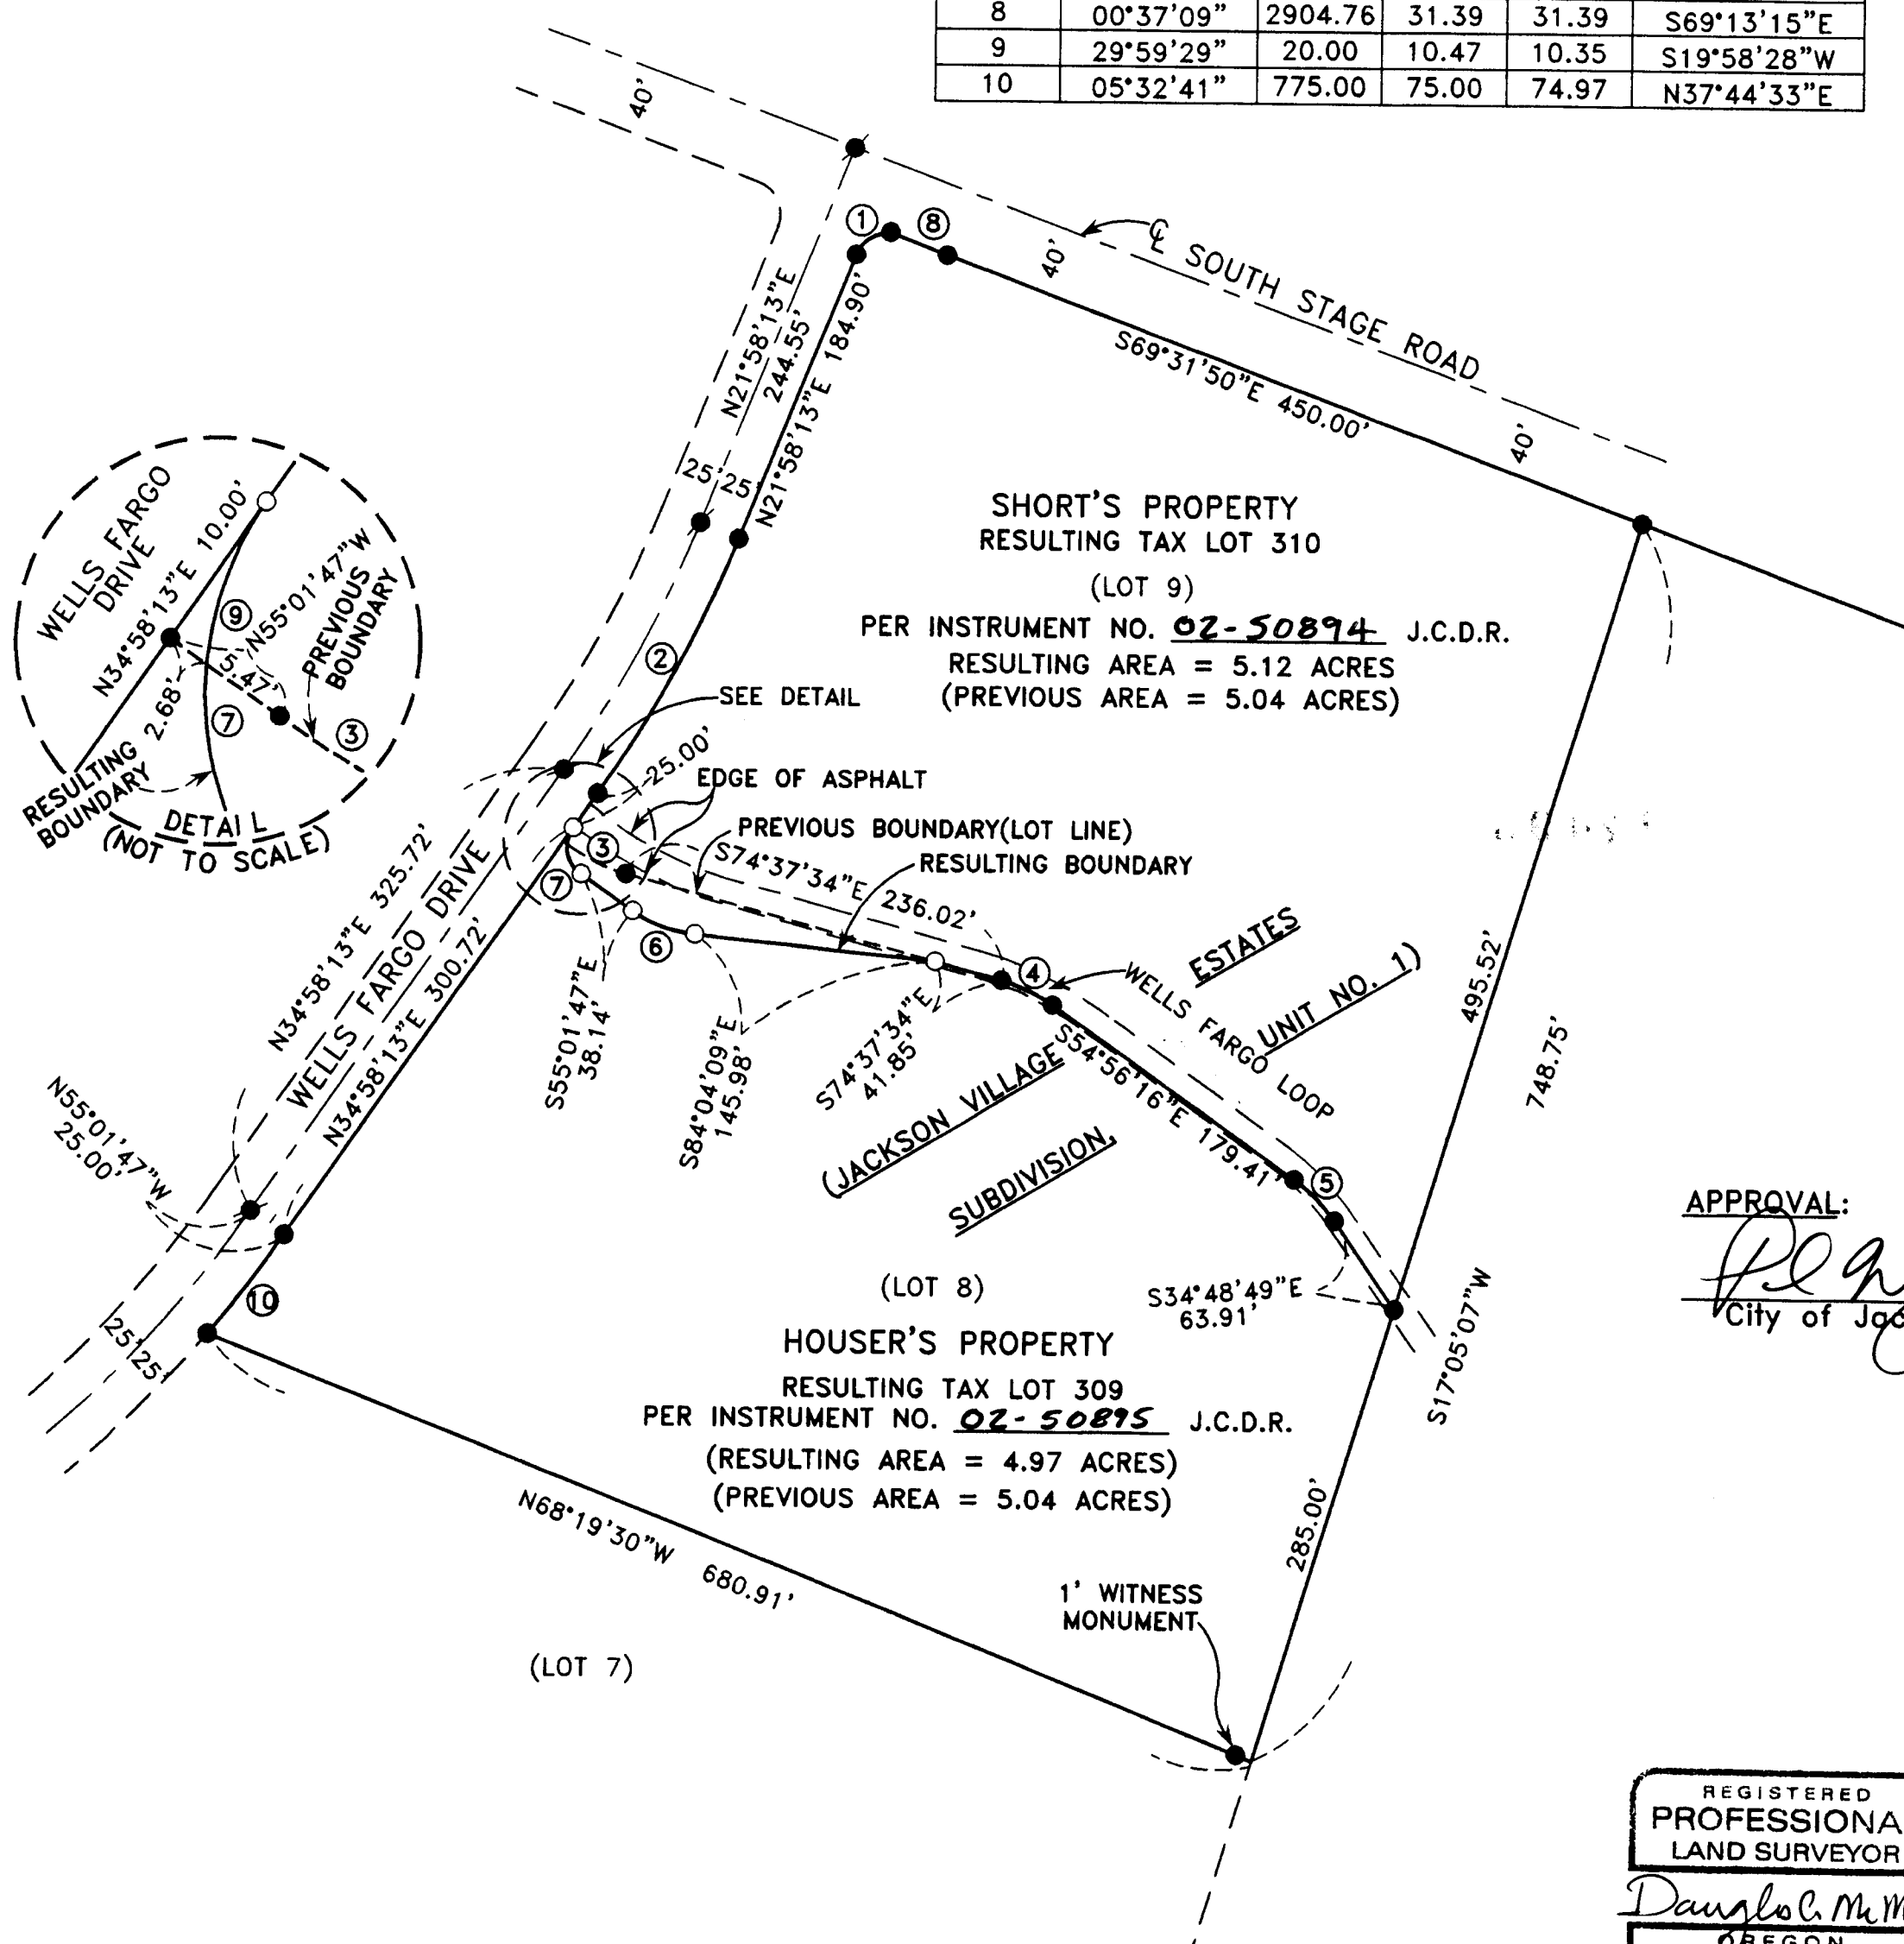 8 00°37'09" 2904.76 31.39 31.39 S69°13'15"E
9 29°59'29" 20.00 10.47 10.35 S19°58'28"W
10 05°32'41" 775.00 75.00 74.97 N37°44'33"E
40'
1
8
℄ SOUTH STAGE ROAD
40'
40'
S69°31'50"E 450.00'
N21°58'13"E
244.55'
N21°58'13"E 184.90'
25' 25'
2
SHORT'S PROPERTY
RESULTING TAX LOT 310
(LOT 9)
PER INSTRUMENT NO. 02-50894 J.C.D.R.
RESULTING AREA = 5.12 ACRES
(PREVIOUS AREA = 5.04 ACRES)
WELLS FARGO
DRIVE
N34°58'13"E 10.00'
9
N55°01'47"W
5.47'
PREVIOUS
BOUNDARY
2.68'
7
3
RESULTING
BOUNDARY
DETAIL
(NOT TO SCALE)
SEE DETAIL
25.00'
EDGE OF ASPHALT
PREVIOUS BOUNDARY(LOT LINE)
RESULTING BOUNDARY
3
S74°37'34"E 236.02'
7
6
4
N34°58'13"E 325.72'
WELLS FARGO DRIVE
N34°58'13"E 300.72'
S55°01'47"E
38.14'
S84°04'09"E
145.98'
S74°37'34"E
41.85'
WELLS FARGO LOOP
ESTATES
UNIT NO. 1)
(JACKSON VILLAGE
SUBDIVISION,
S54°56'16"E 179.41'
5
495.52'
748.75'
S17°05'07"W
N55°01'47"W
25.00'
10
25' 25'
S34°48'49"E
63.91'
(LOT 8)
HOUSER'S PROPERTY
RESULTING TAX LOT 309
PER INSTRUMENT NO. 02-50895 J.C.D.R.
(RESULTING AREA = 4.97 ACRES)
(PREVIOUS AREA = 5.04 ACRES)
N68°19'30"W 680.91'
285.00'
1' WITNESS
MONUMENT
(LOT 7)
APPROVAL:
City of Jac
REGISTERED
PROFESSIONA
LAND SURVEYOR
OREGON